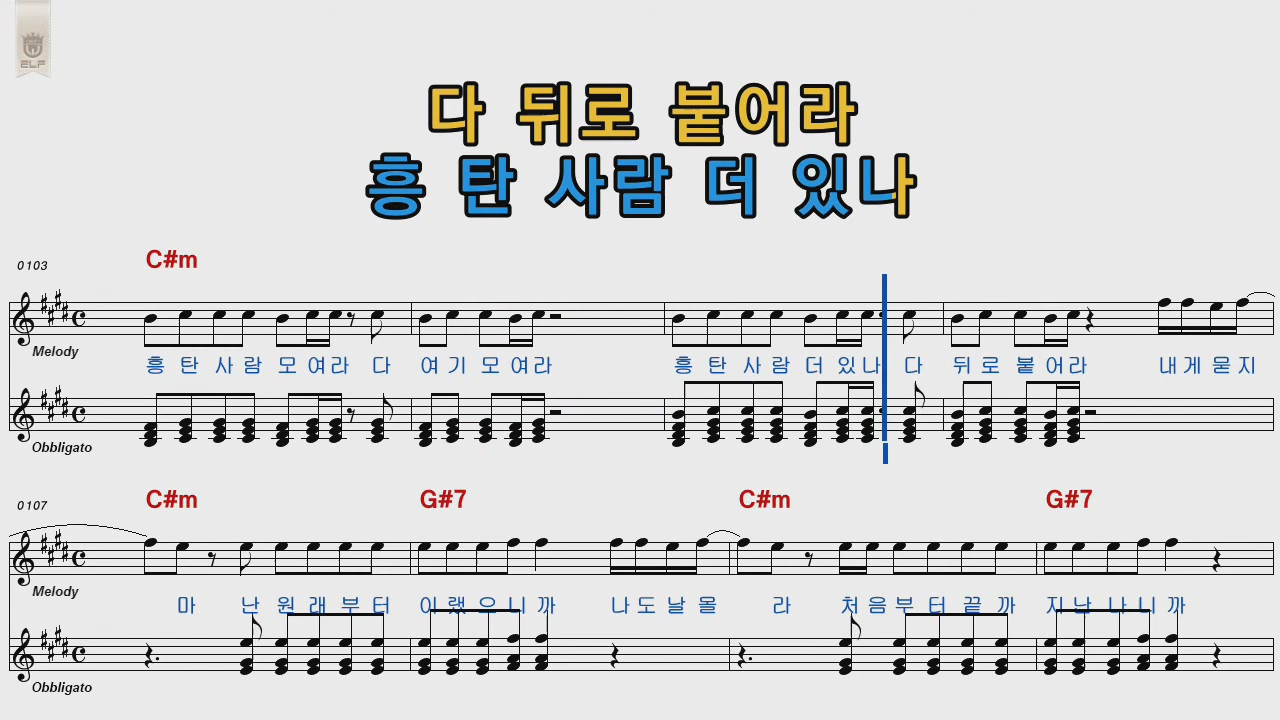 ELF
다 뒤로 붙어라
흥 탄 사람 더 있나
C#m
0103
Melody
흥 탄 사 람 모 여 라 다 여 기 모 여 라 흥 탄 사 람 더 있 나 다 뒤 로 붙 어 라 내 게 묻 지
Obbligato
C#m G#7 C#m G#7
0107
Melody
마 난 원 래 부 터 이 랬 으 니 까 나 도 날 몰 라 처 음 부 터 끝 까 지 난 나 니 까
Obbligato